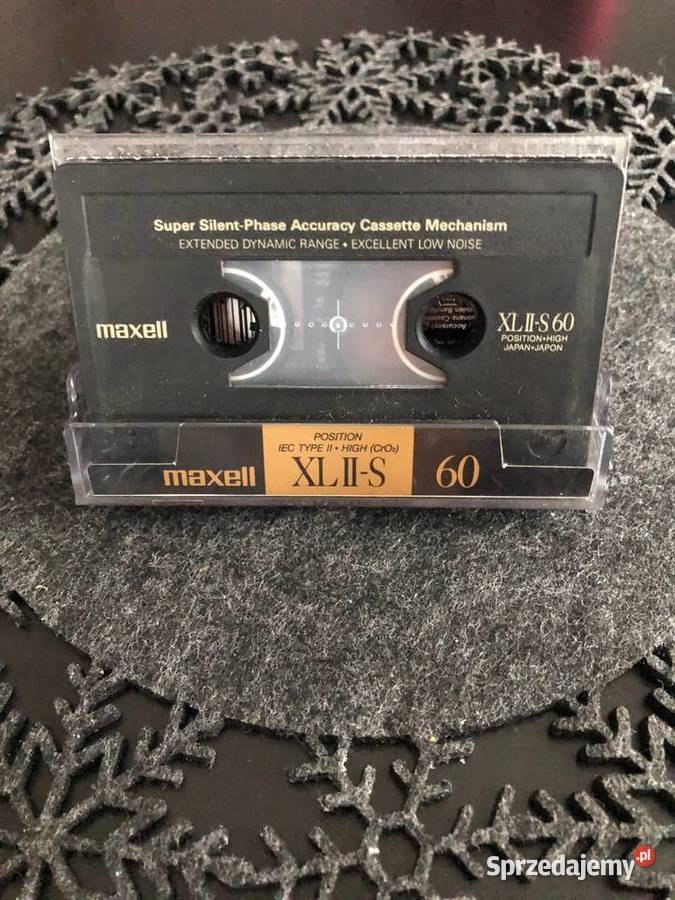 Super Silent-Phase Accuracy Cassette Mechanism
EXTENDED DYNAMIC RANGE • EXCELLENT LOW NOISE
maxell
XLII-S 60
POSITION•HIGH
JAPAN•JAPON
POSITION
IEC TYPE II • HIGH (CrO₂)
maxell
XLII-S
60
Sprzedajemy.pl